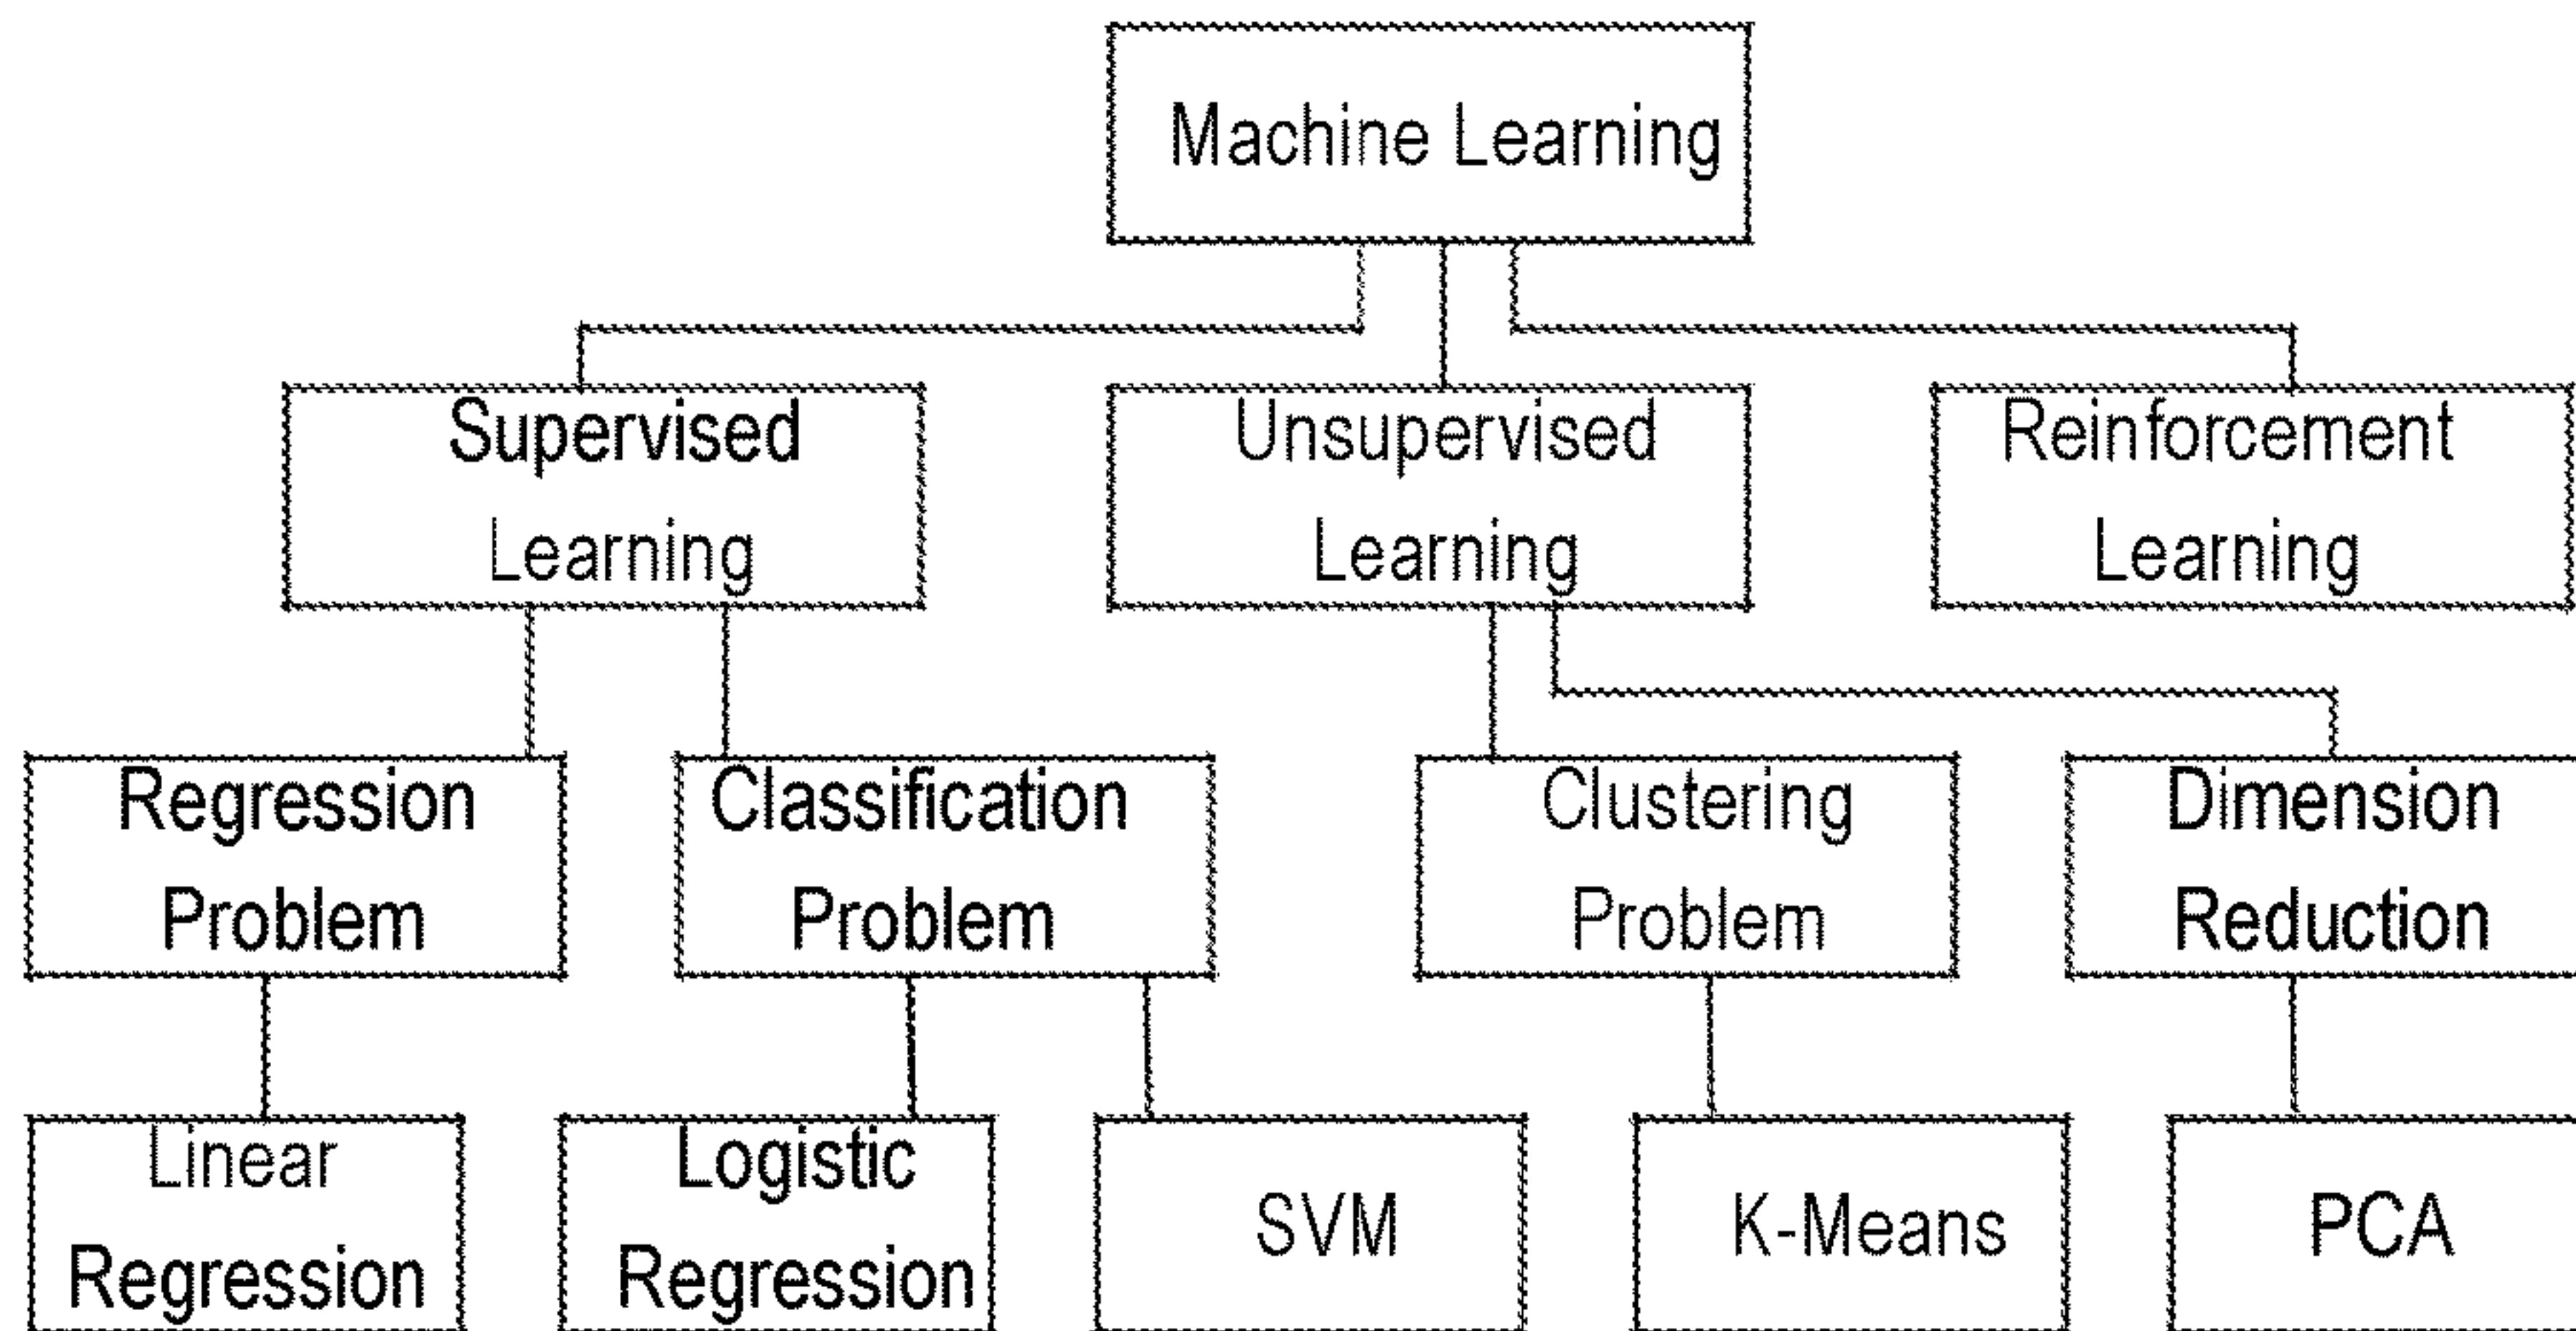 Machine Learning
Supervised
Learning
Unsupervised
Learning
Reinforcement
Learning
Regression
Problem
Classification
Problem
Clustering
Problem
Dimension
Reduction
Linear
Regression
Logistic
Regression
SVM
K-Means
PCA